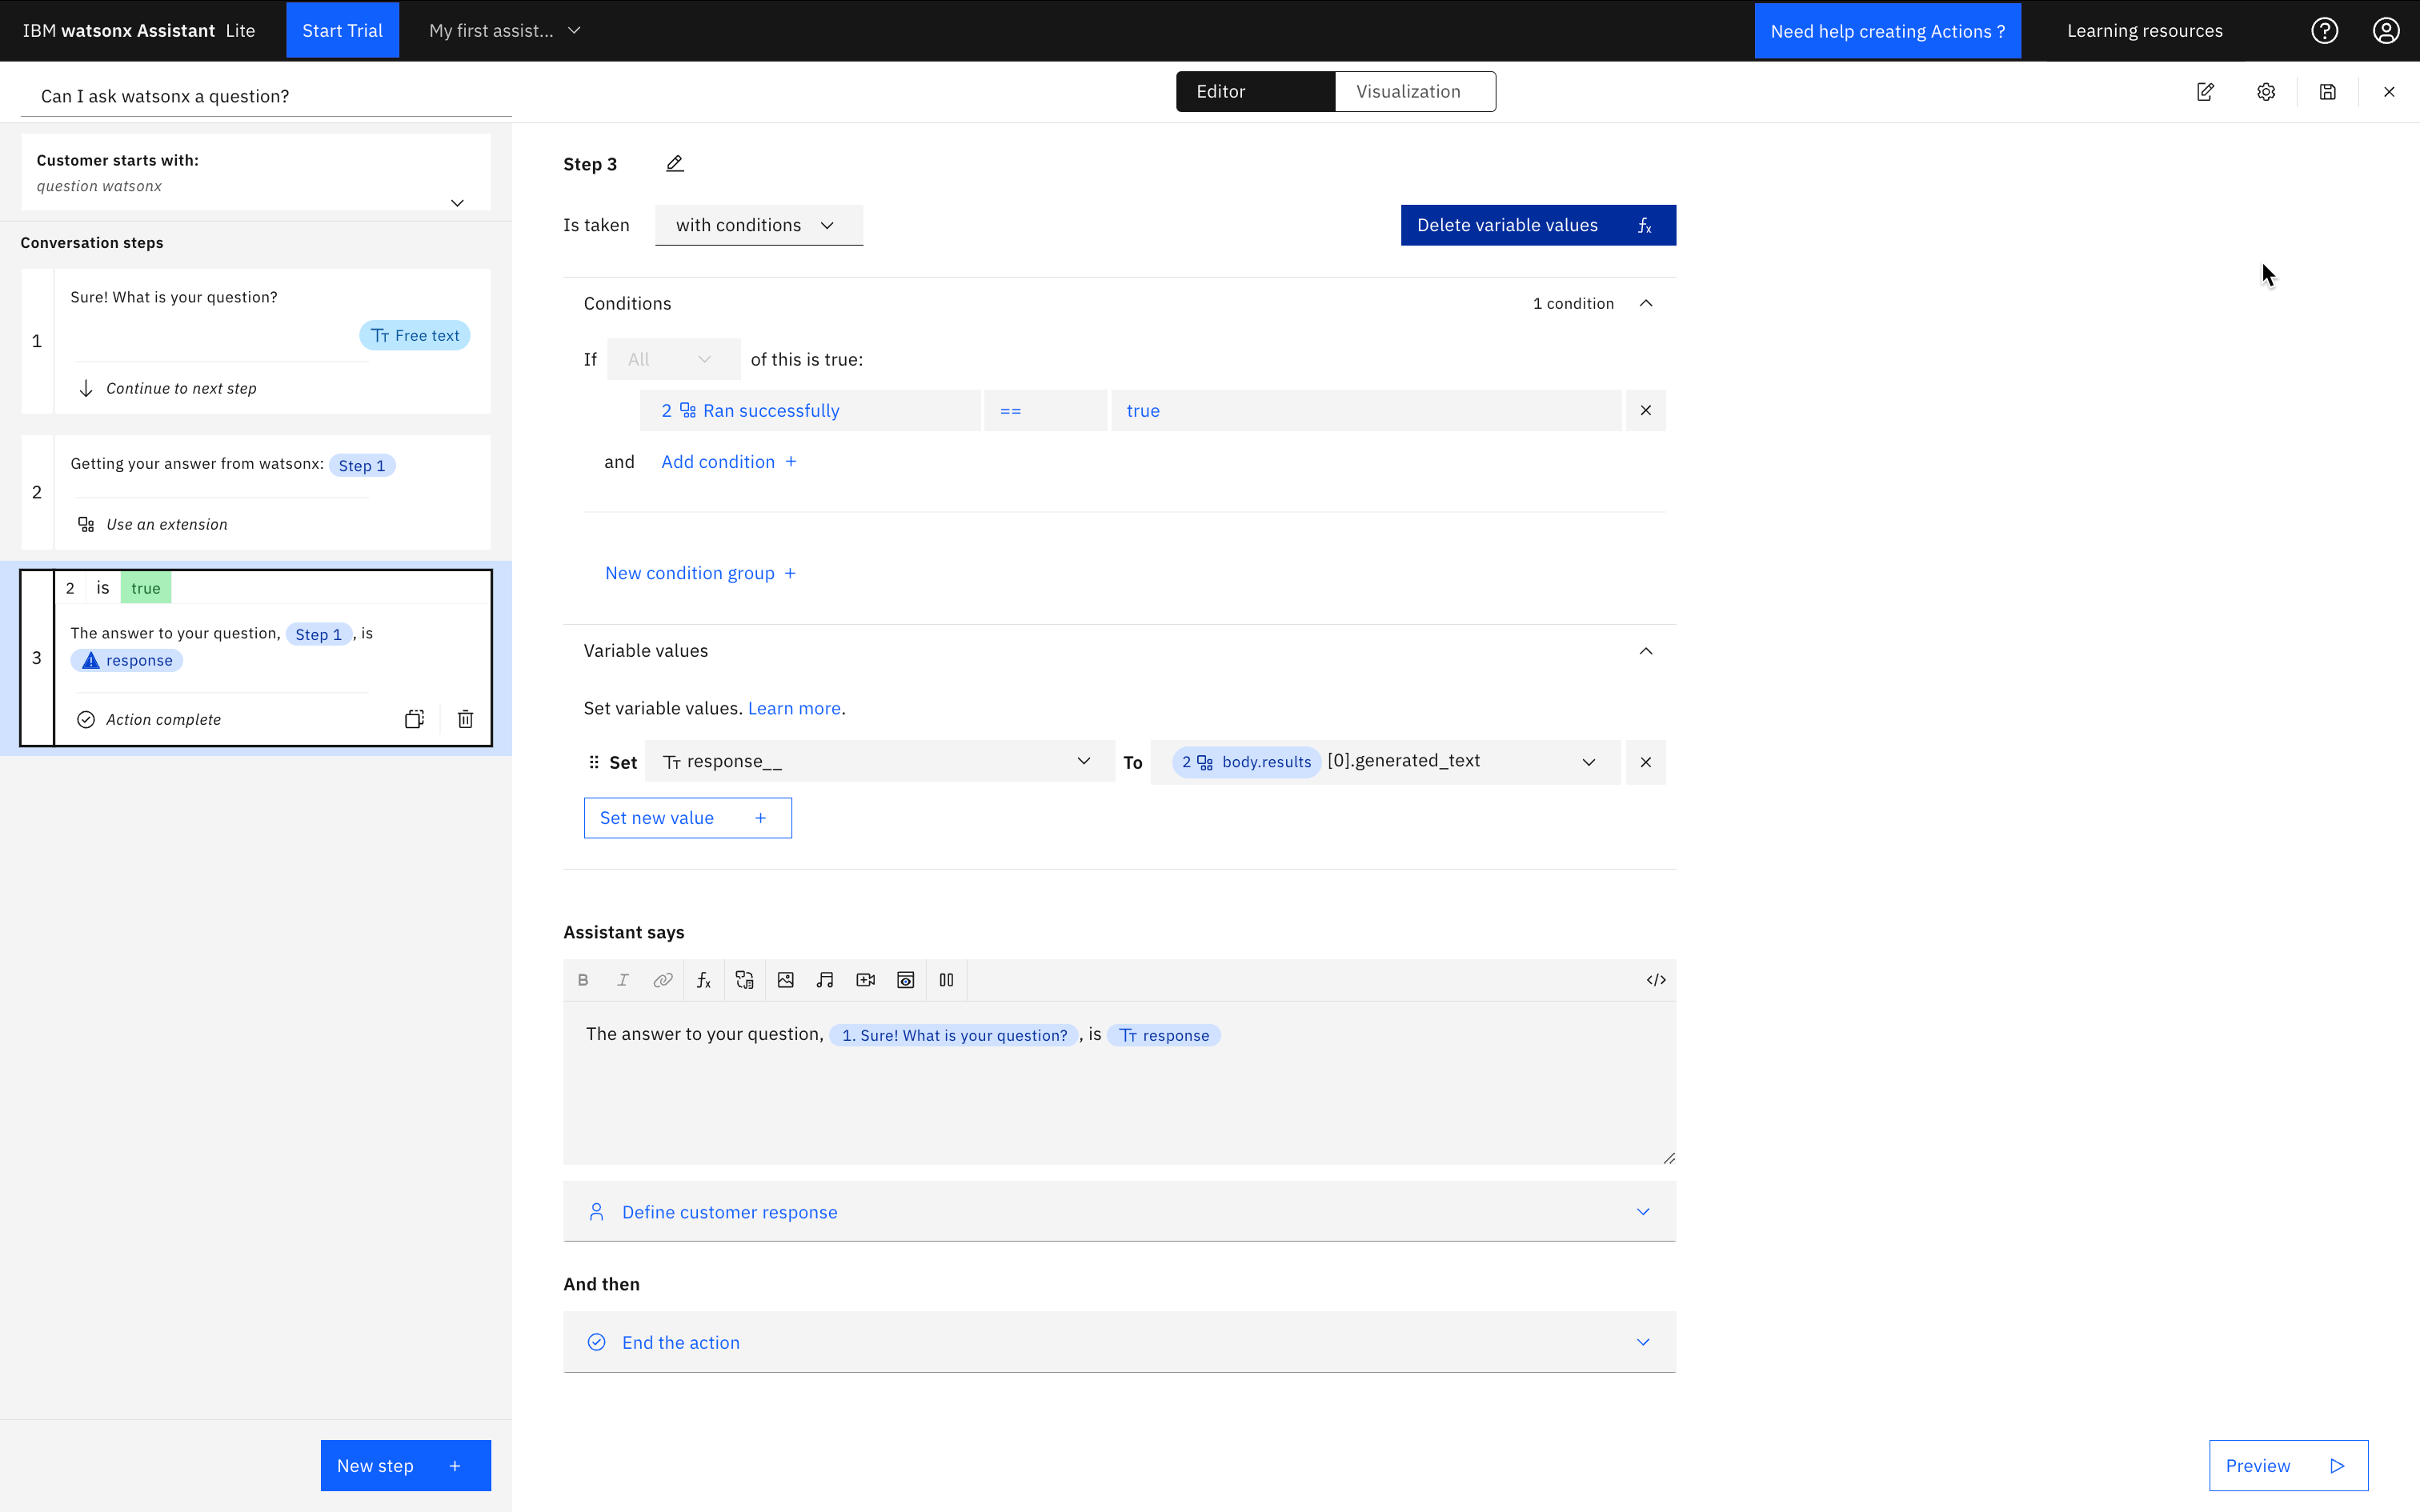 IBM watsonx Assistant Lite
Start Trial
My first assist...
Need help creating Actions ?
Learning resources
Can I ask watsonx a question?
Editor
Visualization
Customer starts with:
question watsonx
Conversation steps
1
Sure! What is your question?
Free text
Continue to next step
2
Getting your answer from watsonx: Step 1
Use an extension
2 is true
3
The answer to your question, Step 1 , is
response
Action complete
New step +
Step 3
Is taken with conditions
Delete variable values fx
Conditions
1 condition
If All of this is true:
2 Ran successfully == true
and Add condition +
New condition group +
Variable values
Set variable values. Learn more.
Set Tт response__ To 2 body.results [0].generated_text
Set new value +
Assistant says
B I fx </>
The answer to your question, 1. Sure! What is your question? , is Tт response
Define customer response
And then
End the action
Preview